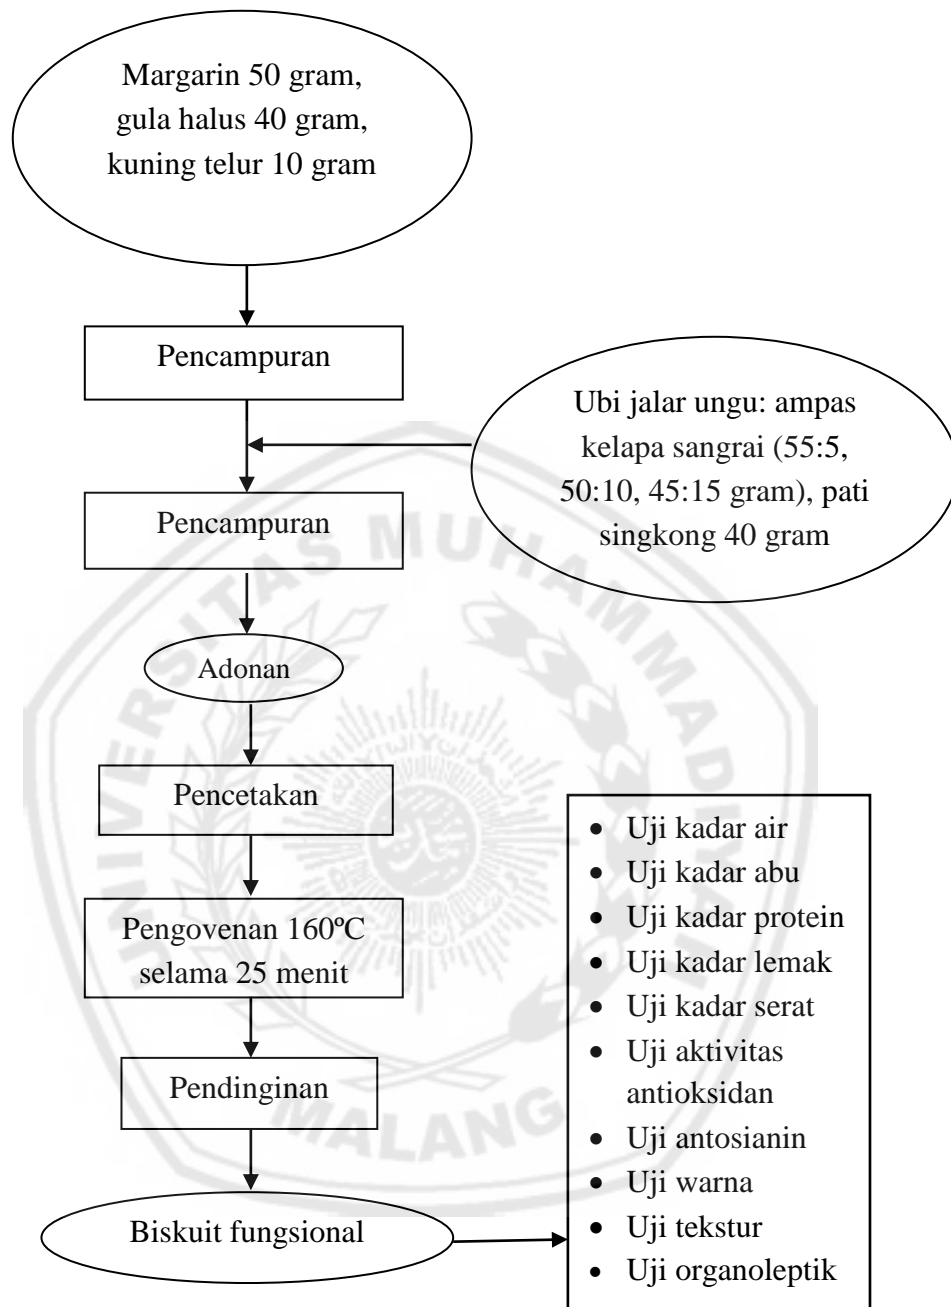 Margarin 50 gram,
gula halus 40 gram,
kuning telur 10 gram
Pencampuran
Ubi jalar ungu: ampas
kelapa sangrai (55:5,
50:10, 45:15 gram), pati
singkong 40 gram
Pencampuran
Adonan
Pencetakan
Pengovenan 160ºC
selama 25 menit
Pendinginan
Biskuit fungsional
• Uji kadar air
• Uji kadar abu
• Uji kadar protein
• Uji kadar lemak
• Uji kadar serat
• Uji aktivitas
antioksidan
• Uji antosianin
• Uji warna
• Uji tekstur
• Uji organoleptik
UNIVERSITAS MUHAMMADIYAH
MALANG